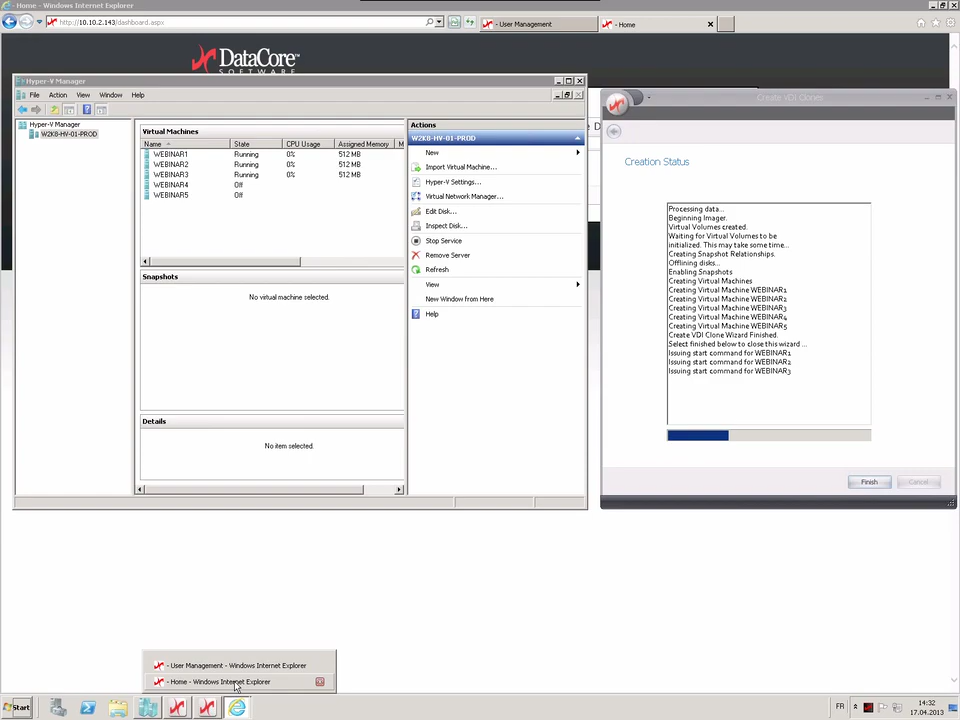 - Home - Windows Internet Explorer
http://10.10.2.143/dashboard.aspx
- User Management
- Home
DataCore
SOFTWARE
Hyper-V Manager
File Action View Window Help
Hyper-V Manager
W2K8-HV-01-PROD
Virtual Machines
Name State CPU Usage Assigned Memory M
WEBINAR1 Running 0% 512 MB
WEBINAR2 Running 0% 512 MB
WEBINAR3 Running 0% 512 MB
WEBINAR4 Off
WEBINAR5 Off
Snapshots
No virtual machine selected.
Details
No item selected.
Actions
W2K8-HV-01-PROD
New
Import Virtual Machine...
Hyper-V Settings...
Virtual Network Manager...
Edit Disk...
Inspect Disk...
Stop Service
Remove Server
Refresh
View
New Window from Here
Help
e D
Create VDI Clones
Creation Status
Processing data...
Beginning Imager.
Virtual Volumes created.
Waiting for Virtual Volumes to be
initialized. This may take some time...
Creating Snapshot Relationships.
Offlining disks...
Enabling Snapshots
Creating Virtual Machines
Creating Virtual Machine WEBINAR1
Creating Virtual Machine WEBINAR2
Creating Virtual Machine WEBINAR3
Creating Virtual Machine WEBINAR4
Creating Virtual Machine WEBINAR5
Create VDI Clone Wizard Finished.
Select finished below to close this wizard ...
Issuing start command for WEBINAR1
Issuing start command for WEBINAR2
Issuing start command for WEBINAR3
Finish Cancel
- User Management - Windows Internet Explorer
- Home - Windows Internet Explorer
Start
FR
14:32
17.04.2013